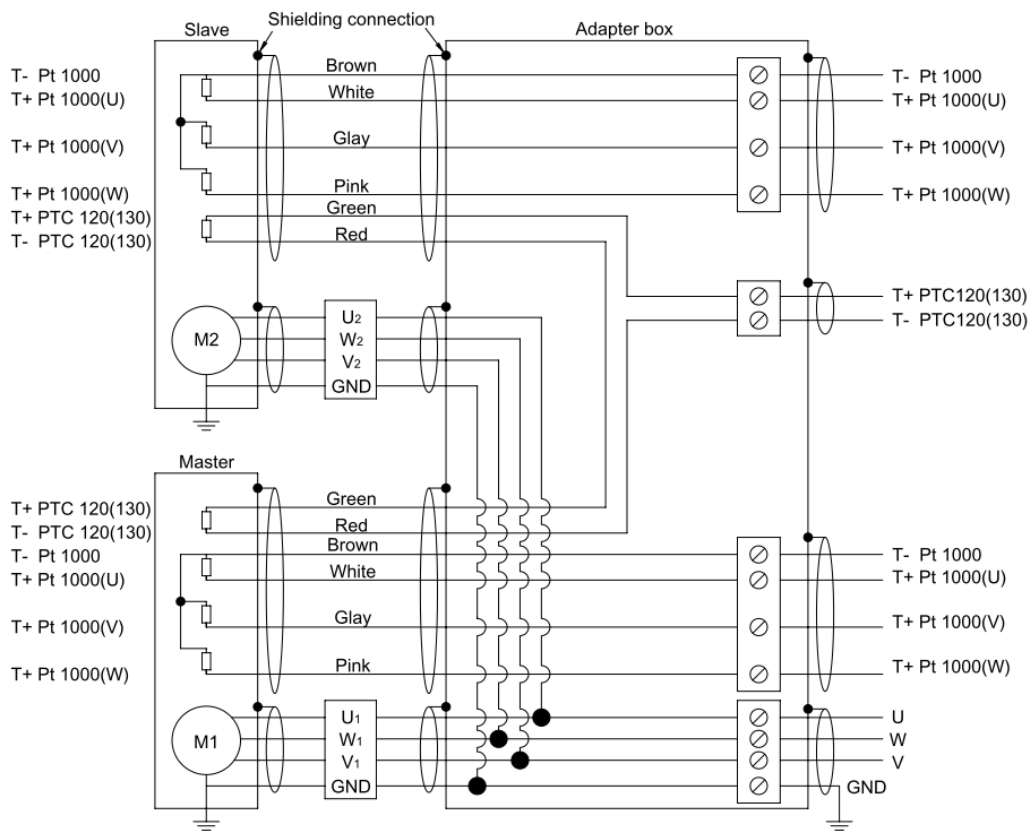 Shielding connection
Slave
Adapter box
T- Pt 1000
Brown
T- Pt 1000
T+ Pt 1000(U)
White
T+ Pt 1000(U)
T+ Pt 1000(V)
Glay
T+ Pt 1000(V)
T+ Pt 1000(W)
Pink
T+ Pt 1000(W)
T+ PTC 120(130)
Green
T- PTC 120(130)
Red
T+ PTC120(130)
T- PTC120(130)
M2
U2
W2
V2
GND
Master
T+ PTC 120(130)
Green
T- PTC 120(130)
Red
T- Pt 1000
Brown
T- Pt 1000
T+ Pt 1000(U)
White
T+ Pt 1000(U)
T+ Pt 1000(V)
Glay
T+ Pt 1000(V)
T+ Pt 1000(W)
Pink
T+ Pt 1000(W)
M1
U1
W1
V1
GND
U
W
V
GND